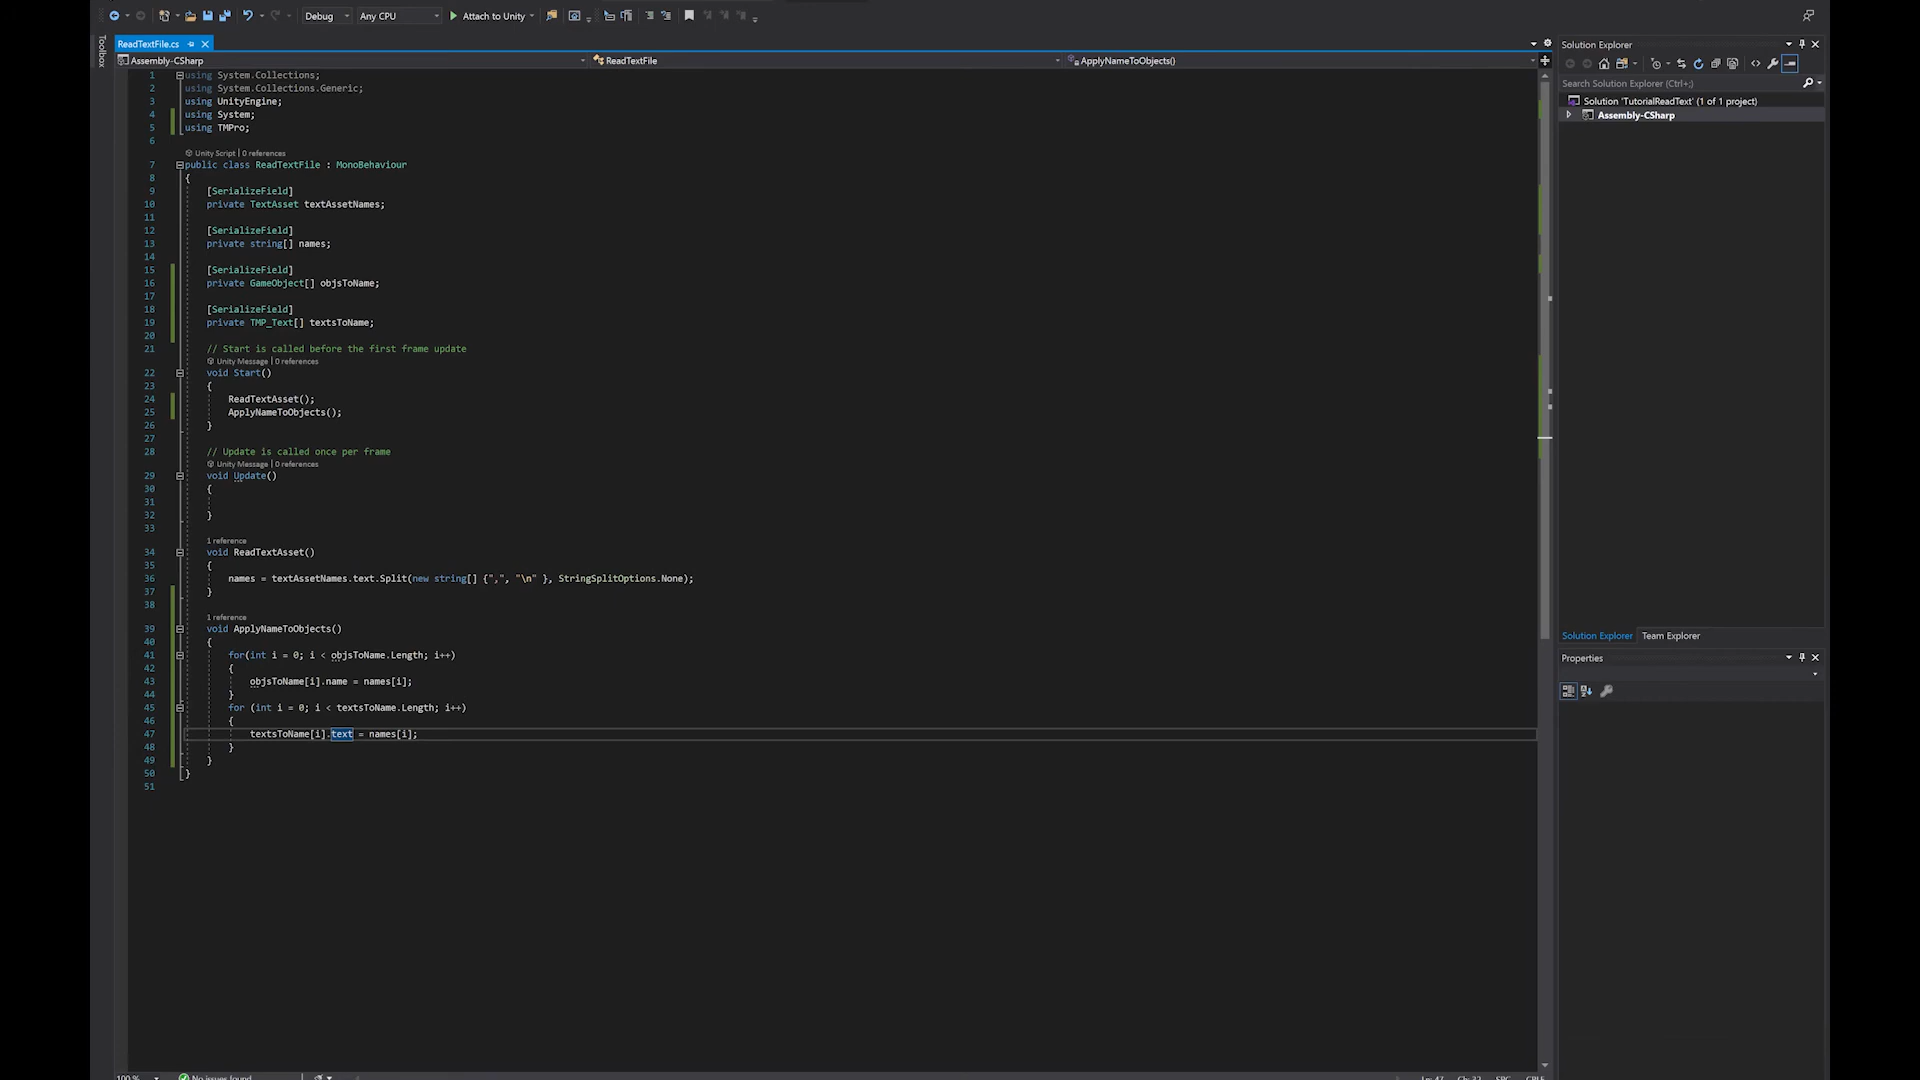 Debug Any CPU Attach to Unity
Toolbox
ReadTextFile.cs
Assembly-CSharp ReadTextFile ApplyNameToObjects()
1 using System.Collections;
2 using System.Collections.Generic;
3 using UnityEngine;
4 using System;
5 using TMPro;
6
Unity Script | 0 references
7 public class ReadTextFile : MonoBehaviour
8 {
9 [SerializeField]
10 private TextAsset textAssetNames;
11
12 [SerializeField]
13 private string[] names;
14
15 [SerializeField]
16 private GameObject[] objsToName;
17
18 [SerializeField]
19 private TMP_Text[] textsToName;
20
21 // Start is called before the first frame update
Unity Message | 0 references
22 void Start()
23 {
24 ReadTextAsset();
25 ApplyNameToObjects();
26 }
27
28 // Update is called once per frame
Unity Message | 0 references
29 void Update()
30 {
31
32 }
33
1 reference
34 void ReadTextAsset()
35 {
36 names = textAssetNames.text.Split(new string[] {",", "\n" }, StringSplitOptions.None);
37 }
38
1 reference
39 void ApplyNameToObjects()
40 {
41 for(int i = 0; i < objsToName.Length; i++)
42 {
43 objsToName[i].name = names[i];
44 }
45 for (int i = 0; i < textsToName.Length; i++)
46 {
47 textsToName[i].text = names[i];
48 }
49 }
50 }
51
Solution Explorer
Search Solution Explorer (Ctrl+;)
Solution 'TutorialReadText' (1 of 1 project)
Assembly-CSharp
Solution Explorer Team Explorer
Properties
100 % No issues found